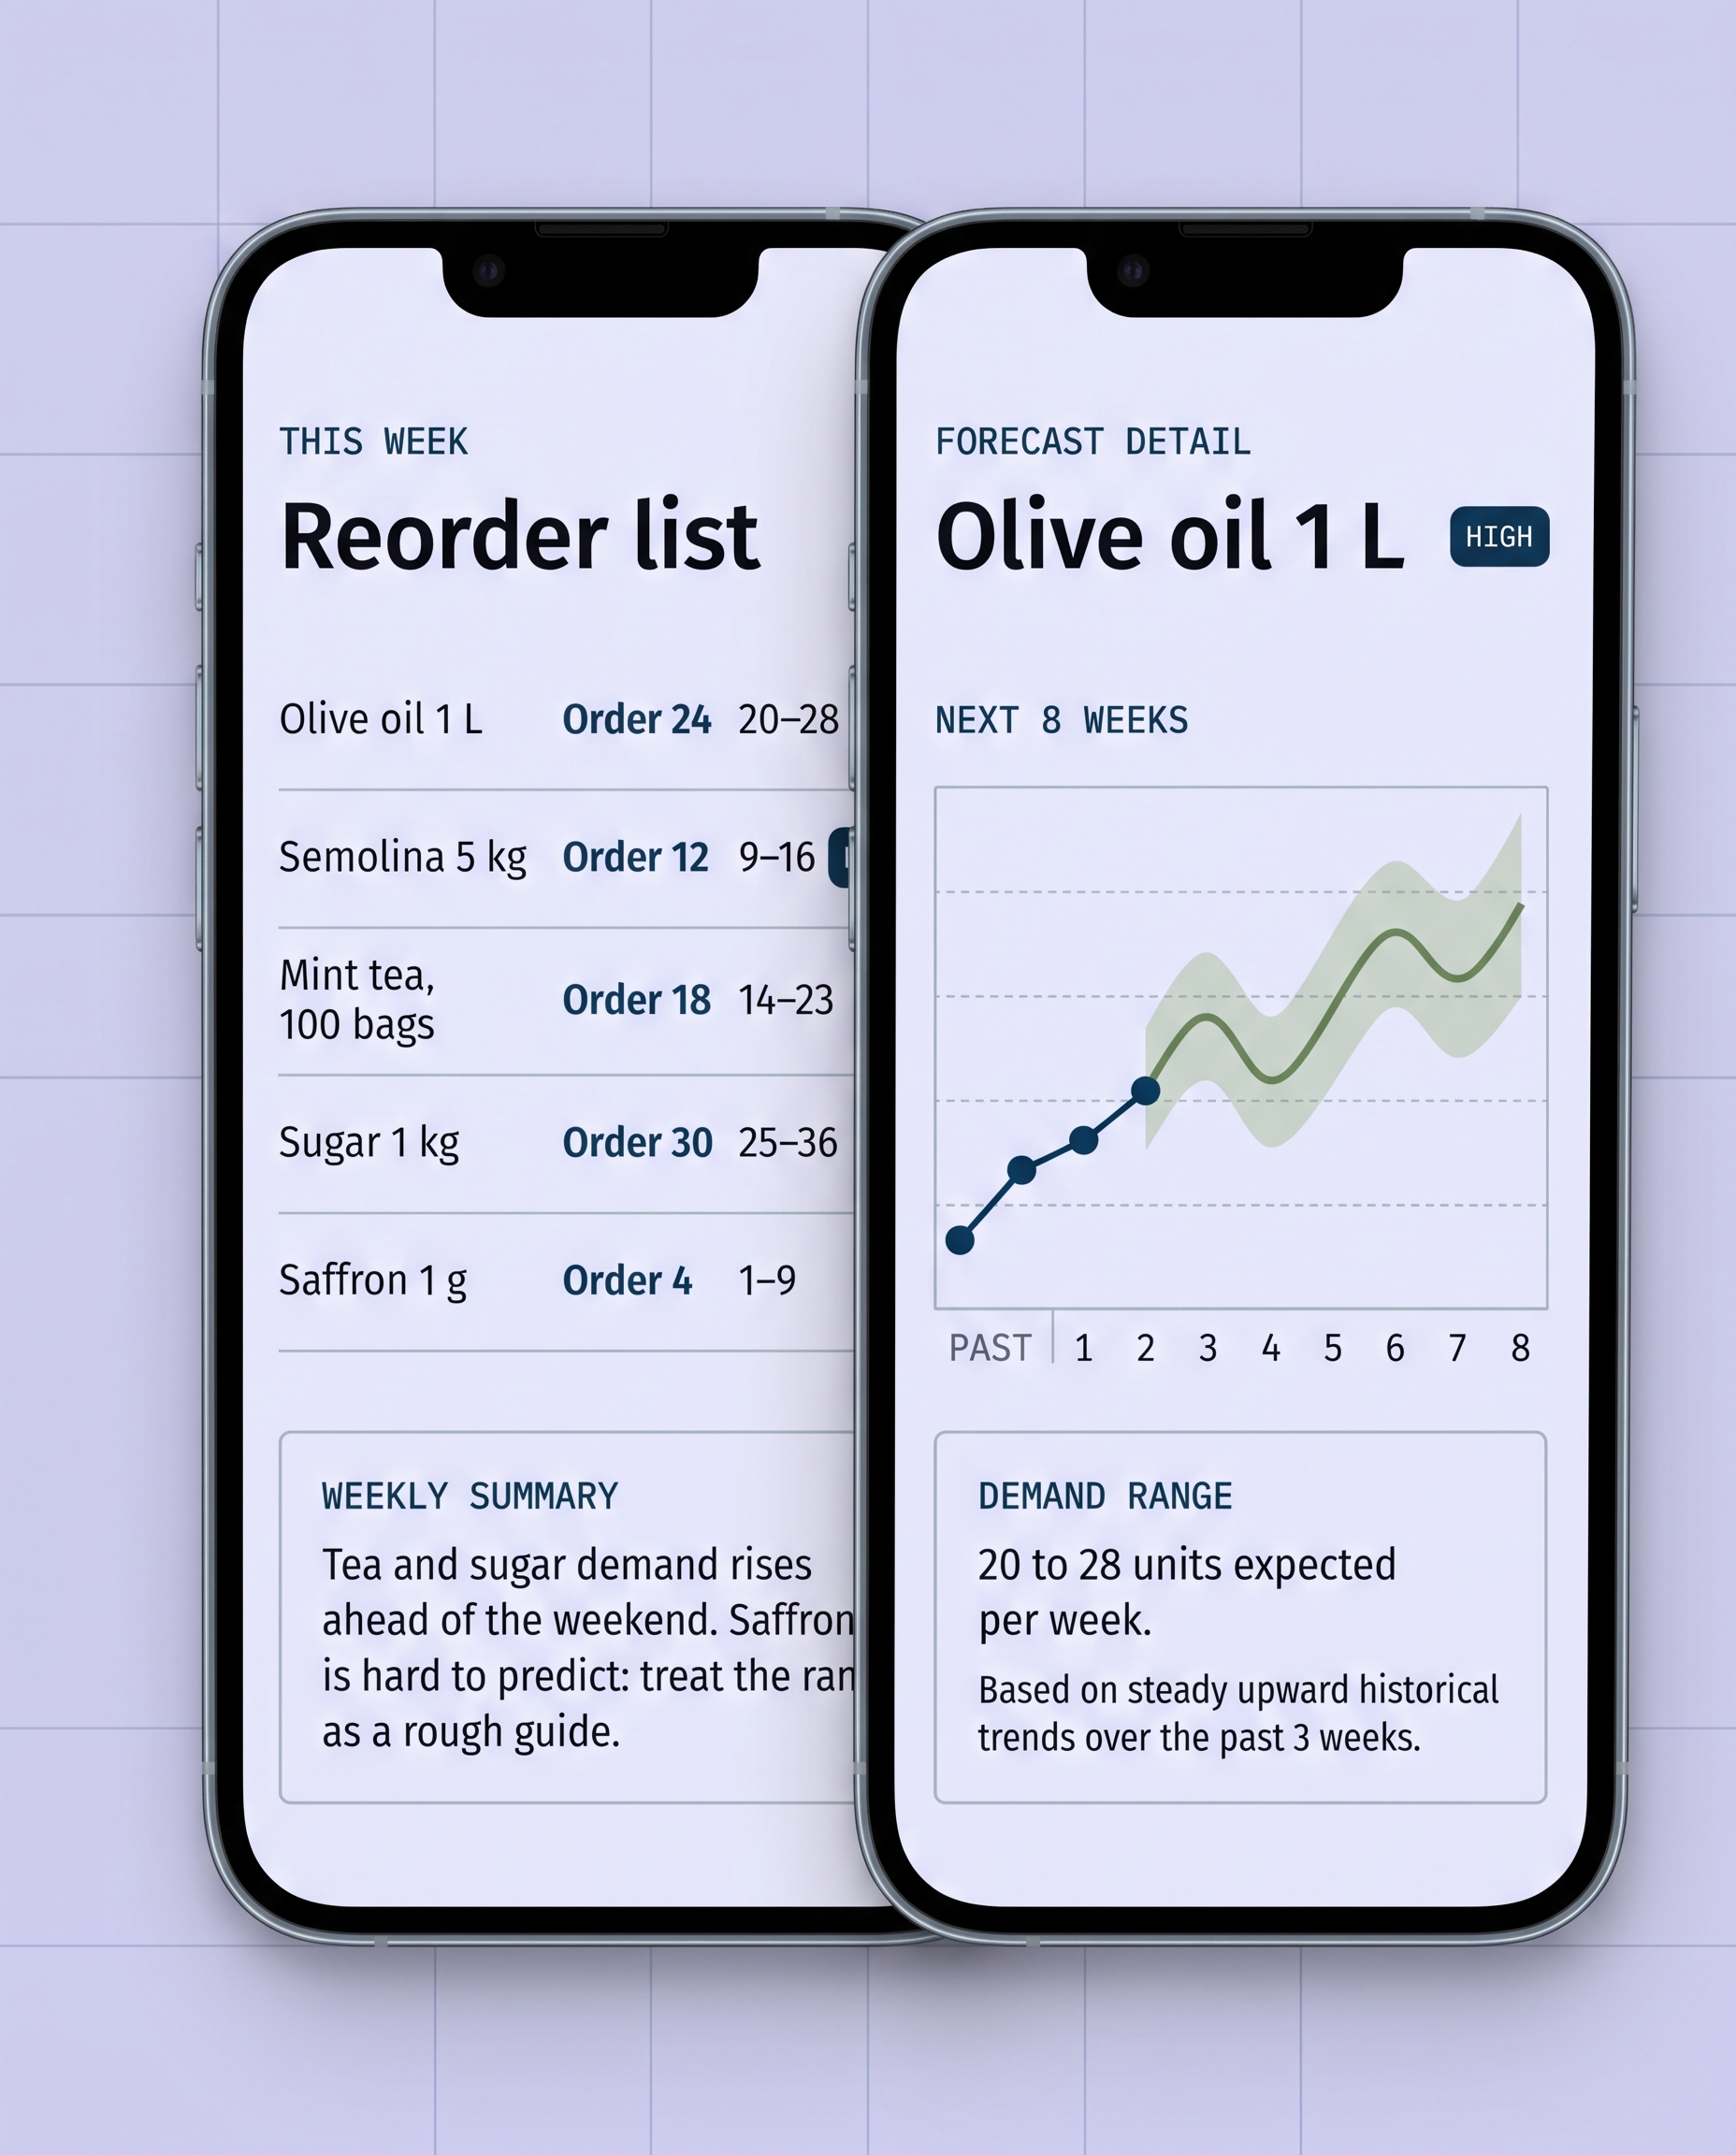 THIS WEEK
Reorder list
Olive oil 1 L Order 24 20–28
Semolina 5 kg Order 12 9–16
Mint tea,
100 bags
Order 18 14–23
Sugar 1 kg Order 30 25–36
Saffron 1 g Order 4 1–9
WEEKLY SUMMARY
Tea and sugar demand rises
ahead of the weekend. Saffron
is hard to predict: treat the
as a rough guide.
FORECAST DETAIL
Olive oil 1 L HIGH
NEXT 8 WEEKS
PAST 1 2 3 4 5 6 7 8
DEMAND RANGE
20 to 28 units expected
per week.
Based on steady upward historical
trends over the past 3 weeks.